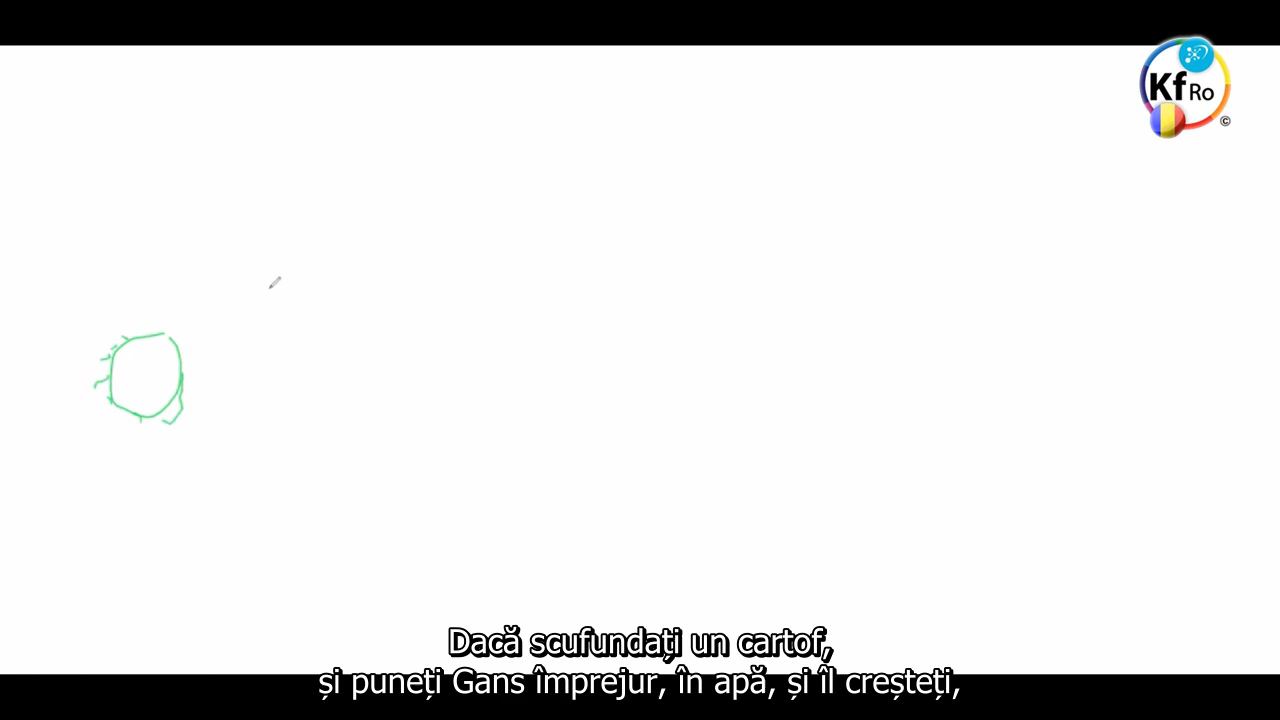 Kf Ro
©
Dacă scufundați un cartof,
și puneți Gans împrejur, în apă, și îl creșteți,